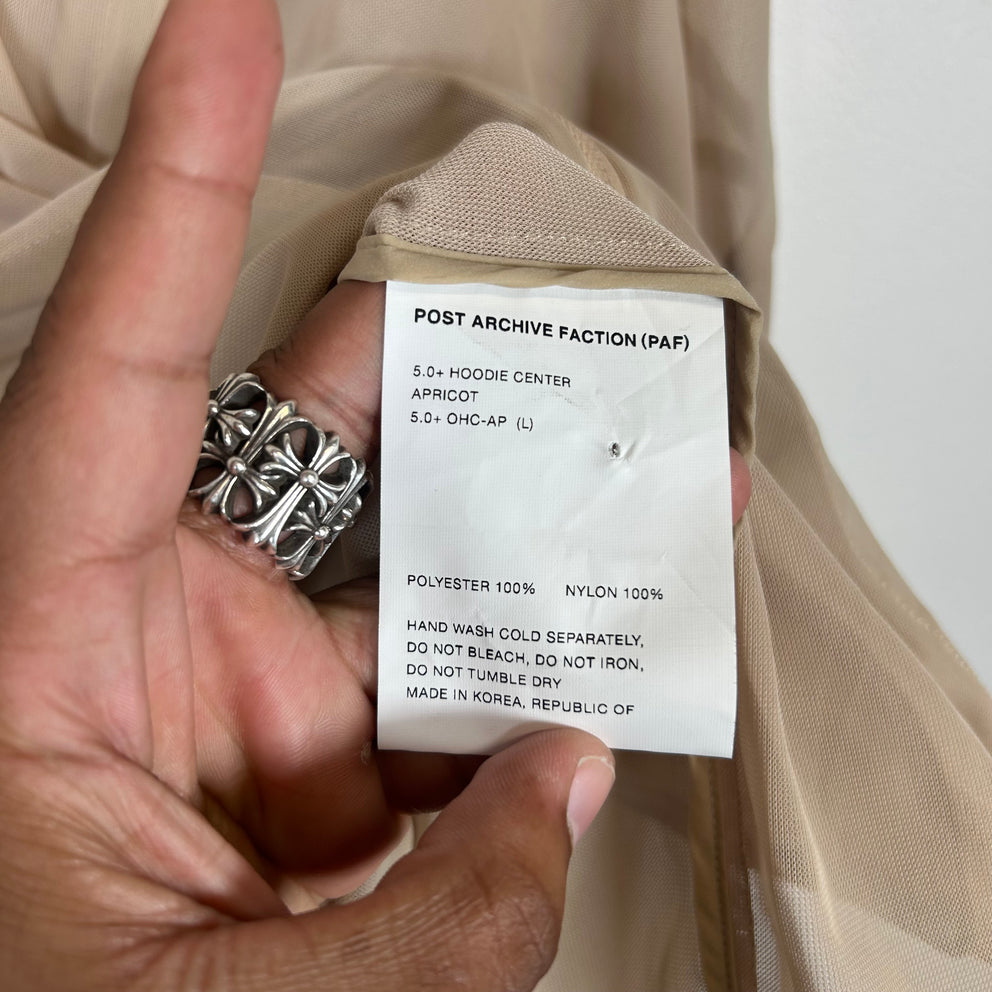 POST ARCHIVE FACTION (PAF)
5.0+ HOODIE CENTER
APRICOT
5.0+ OHC-AP (L)
POLYESTER 100% NYLON 100%
HAND WASH COLD SEPARATELY,
DO NOT BLEACH, DO NOT IRON,
DO NOT TUMBLE DRY
MADE IN KOREA, REPUBLIC OF